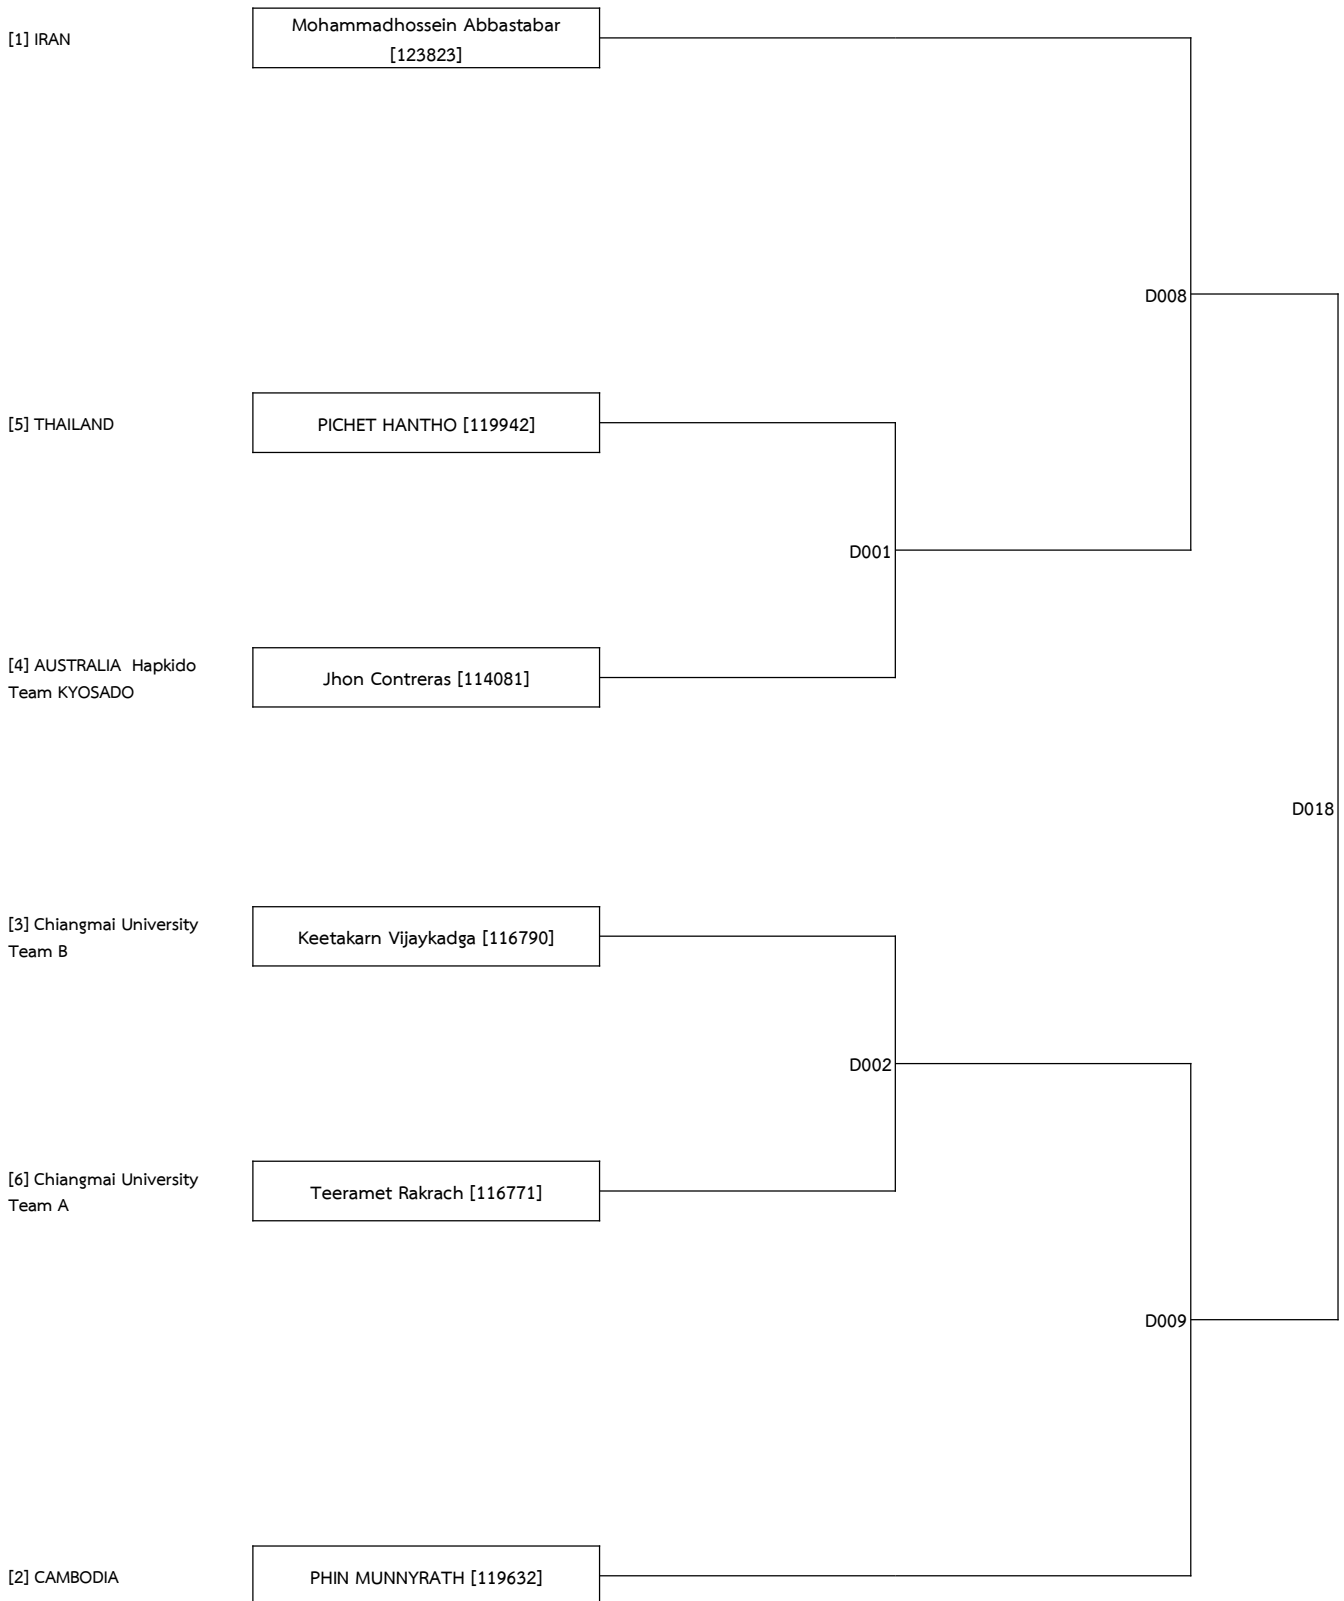 [1] IRAN
Mohammadhossein Abbastabar
[123823]
D008
[5] THAILAND
PICHET HANTHO [119942]
D001
[4] AUSTRALIA  Hapkido
Team KYOSADO
Jhon Contreras [114081]
D018
[3] Chiangmai University
Team B
Keetakarn Vijaykadga [116790]
D002
[6] Chiangmai University
Team A
Teeramet Rakrach [116771]
D009
[2] CAMBODIA
PHIN MUNNYRATH [119632]